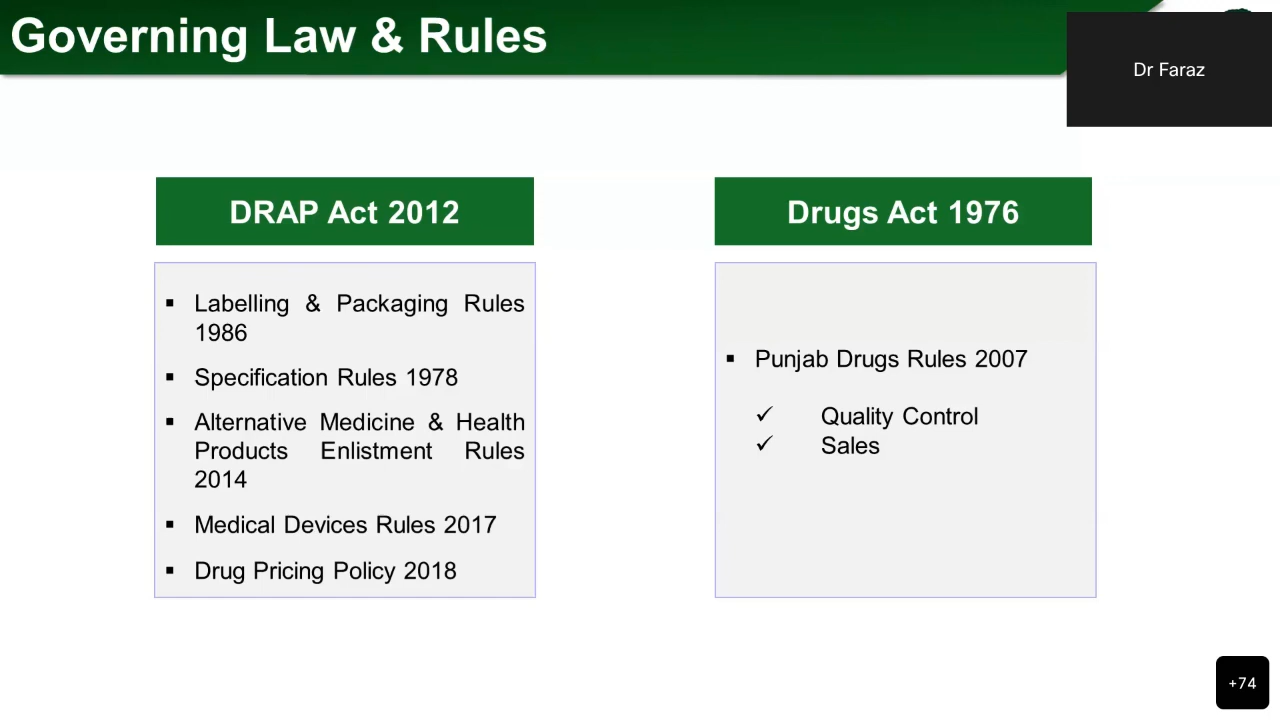 Governing Law & Rules
Dr Faraz
DRAP Act 2012
▪ Labelling & Packaging Rules
1986
▪ Specification Rules 1978
▪ Alternative Medicine & Health
Products Enlistment Rules
2014
▪ Medical Devices Rules 2017
▪ Drug Pricing Policy 2018
Drugs Act 1976
▪ Punjab Drugs Rules 2007
✓ Quality Control
✓ Sales
+74